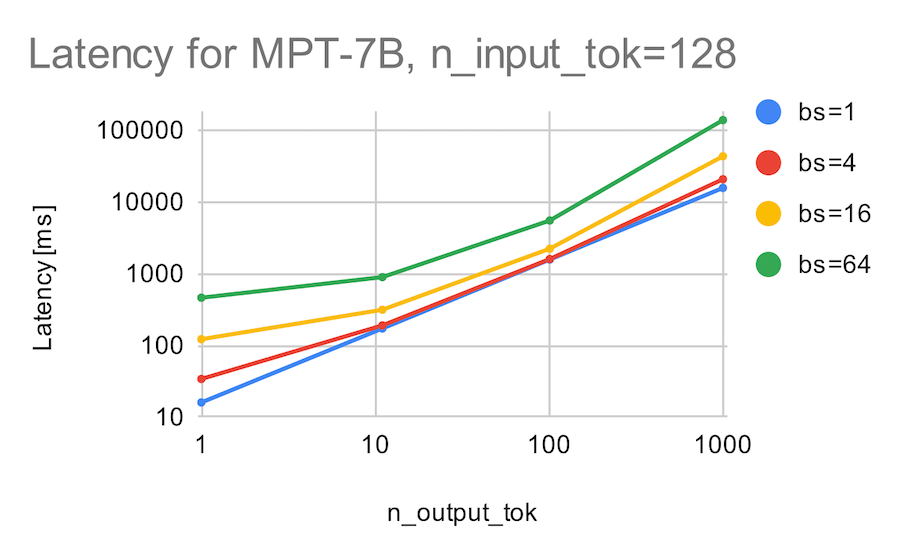 Latency for MPT-7B, n_input_tok=128
bs=1
bs=4
bs=16
bs=64
Latency [ms]
100000
10000
1000
100
10
1 10 100 1000
n_output_tok